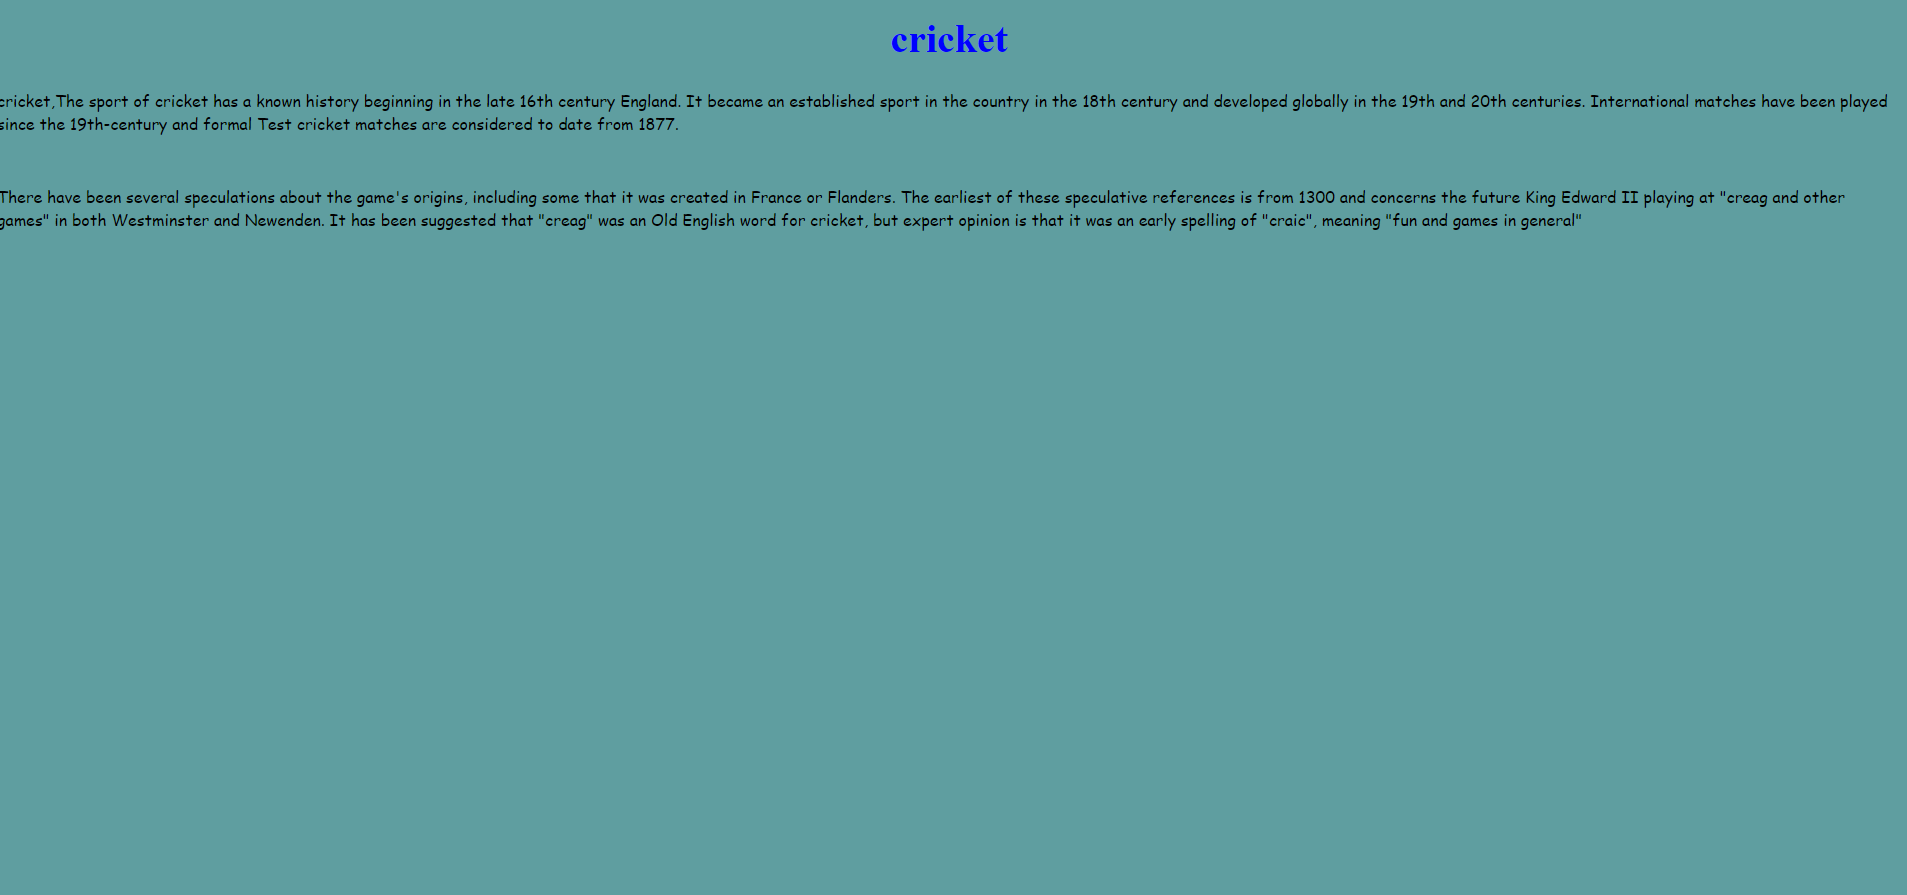 cricket
cricket,The sport of cricket has a known history beginning in the late 16th century England. It became an established sport in the country in the 18th century and developed globally in the 19th and 20th centuries. International matches have been played
since the 19th-century and formal Test cricket matches are considered to date from 1877.
There have been several speculations about the game's origins, including some that it was created in France or Flanders. The earliest of these speculative references is from 1300 and concerns the future King Edward II playing at "creag and other
games" in both Westminster and Newenden. It has been suggested that "creag" was an Old English word for cricket, but expert opinion is that it was an early spelling of "craic", meaning "fun and games in general"